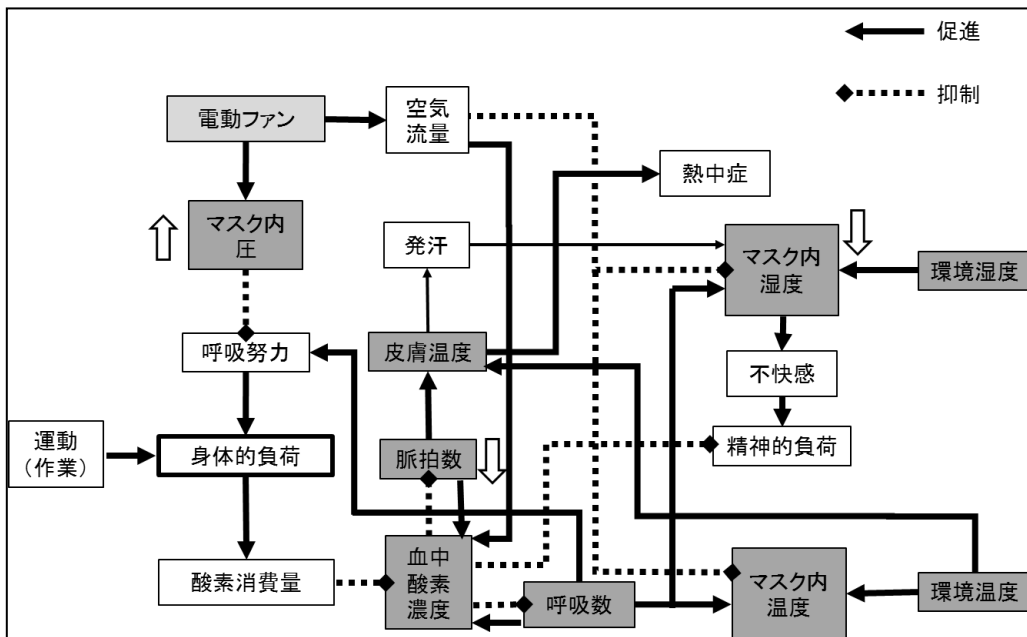 促進
抑制
電動ファン
空気
流量
熱中症
マスク内
圧
発汗
マスク内
湿度
環境湿度
呼吸努力
皮膚温度
不快感
運動
（作業）
身体的負荷
脈拍数
精神的負荷
酸素消費量
血中
酸素
濃度
呼吸数
マスク内
温度
環境温度